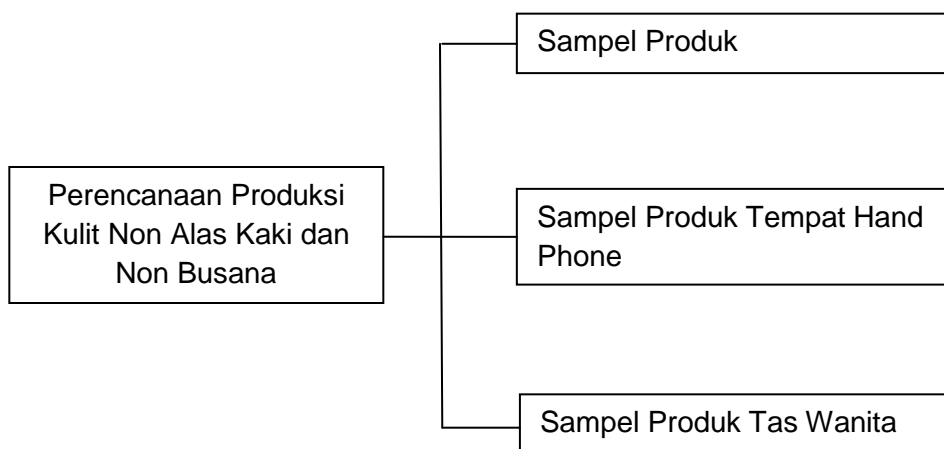 Sampel Produk
Perencanaan Produksi
Kulit Non Alas Kaki dan
Non Busana
Sampel Produk Tempat Hand
Phone
Sampel Produk Tas Wanita